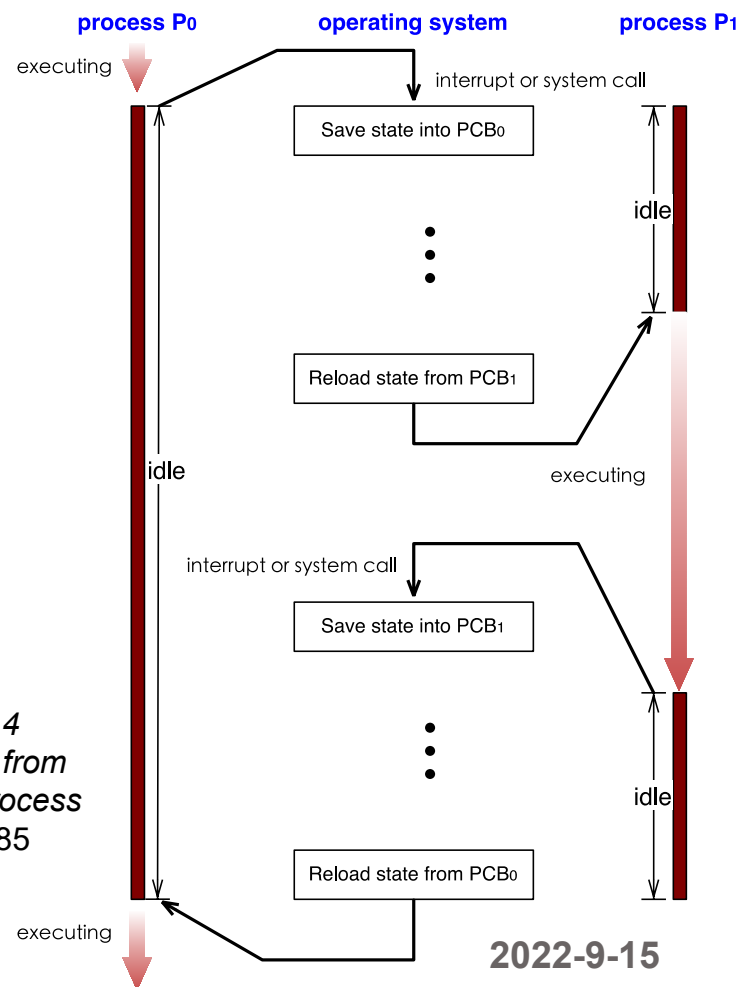 process P0 operating system process P1
executing
interrupt or system call
Save state into PCB0
idle
Reload state from PCB1
idle
executing
interrupt or system call
Save state into PCB1
4
from
rocess
85
idle
Reload state from PCB0
executing
2022-9-15